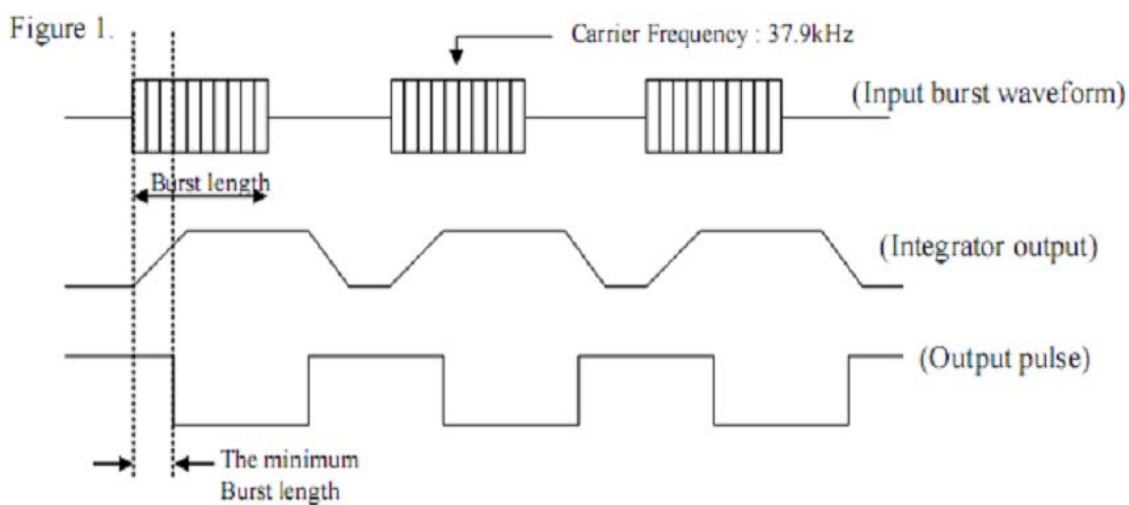 Figure 1.
Carrier Frequency : 37.9kHz
(Input burst waveform)
Burst length
(Integrator output)
(Output pulse)
The minimum
Burst length